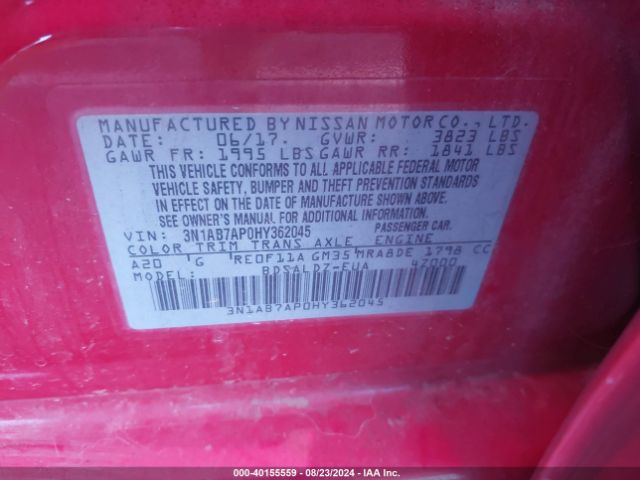 MANUFACTURED BY NISSAN MOTOR CO., LTD.
DATE: 06/17. GVWR: 3823 LBS
GAWR FR: 1995 LBS GAWR RR: 1841 LBS
THIS VEHICLE CONFORMS TO ALL APPLICABLE FEDERAL MOTOR
VEHICLE SAFETY, BUMPER AND THEFT PREVENTION STANDARDS
IN EFFECT ON THE DATE OF MANUFACTURE SHOWN ABOVE.
SEE OWNER'S MANUAL FOR ADDITIONAL INFORMATION
VIN: 3N1AB7AP0HY362045 PASSENGER CAR.
COLOR TRIM TRANS AXLE ENGINE
A20 G RE0F11A GM35 MRA8DE 1798 CC
BDSALDZ-EUA 47000
3N1AB7AP0HY362045
000-40155559 - 08/23/2024 - IAA Inc.